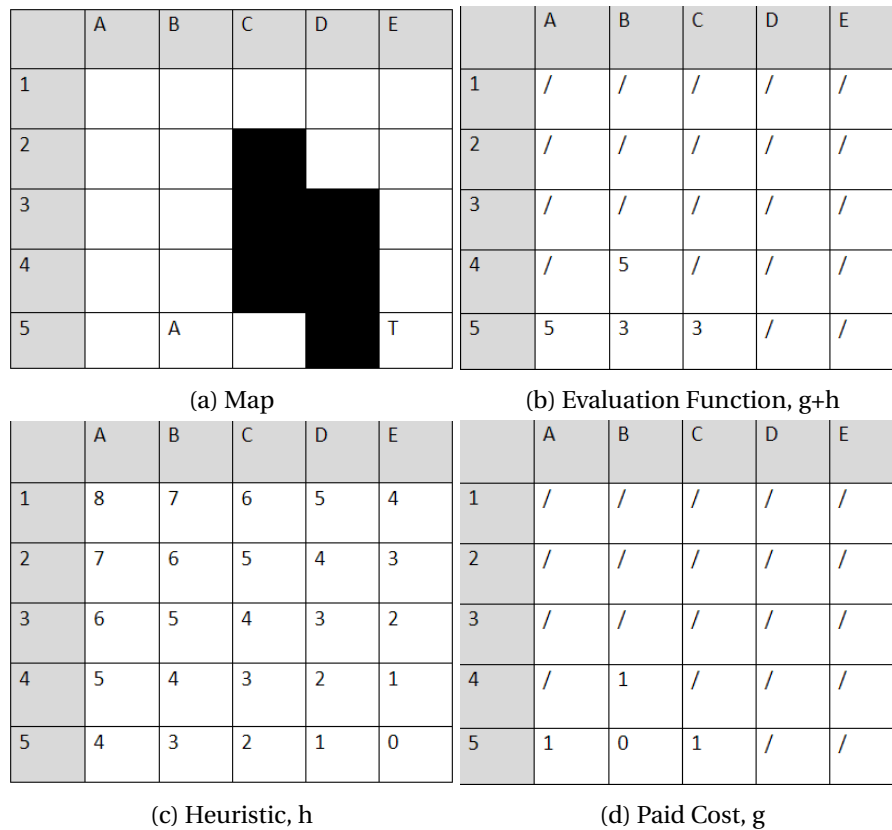 A B C D E
1
2
3
4
5 A T
(a) Map
A B C D E
1 / / / / /
2 / / / / /
3 / / / / /
4 / 5 / / /
5 5 3 3 / /
(b) Evaluation Function, g+h
A B C D E
1 8 7 6 5 4
2 7 6 5 4 3
3 6 5 4 3 2
4 5 4 3 2 1
5 4 3 2 1 0
(c) Heuristic, h
A B C D E
1 / / / / /
2 / / / / /
3 / / / / /
4 / 1 / / /
5 1 0 1 / /
(d) Paid Cost, g